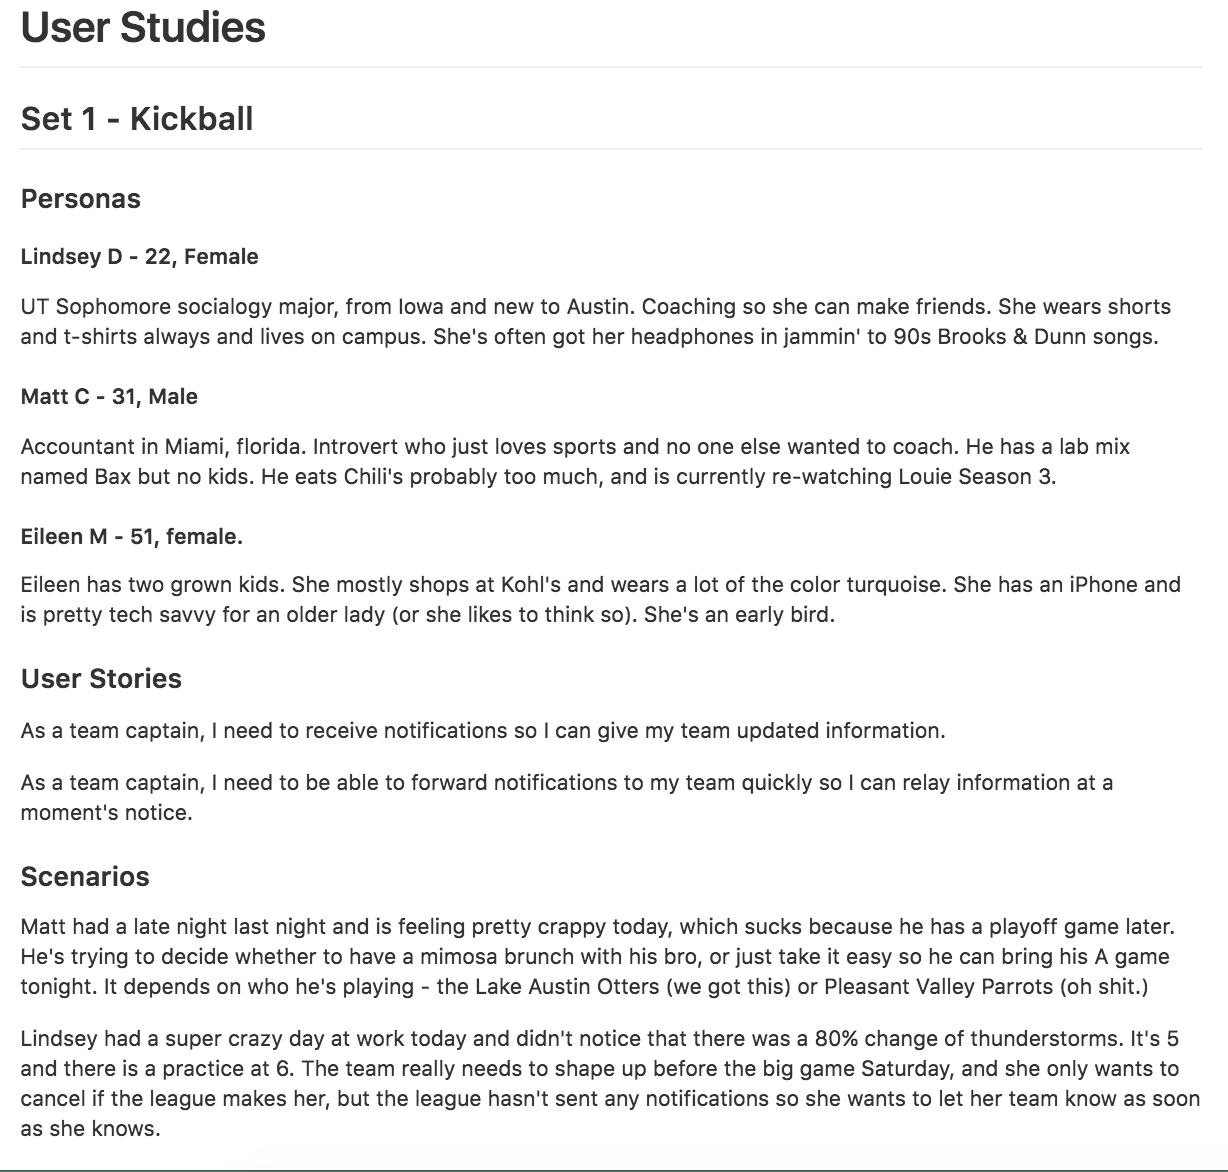 User Studies
Set 1 - Kickball
Personas
Lindsey D - 22, Female
UT Sophomore socialogy major, from Iowa and new to Austin. Coaching so she can make friends. She wears shorts
and t-shirts always and lives on campus. She's often got her headphones in jammin' to 90s Brooks & Dunn songs.
Matt C - 31, Male
Accountant in Miami, florida. Introvert who just loves sports and no one else wanted to coach. He has a lab mix
named Bax but no kids. He eats Chili's probably too much, and is currently re-watching Louie Season 3.
Eileen M - 51, female.
Eileen has two grown kids. She mostly shops at Kohl's and wears a lot of the color turquoise. She has an iPhone and
is pretty tech savvy for an older lady (or she likes to think so). She's an early bird.
User Stories
As a team captain, I need to receive notifications so I can give my team updated information.
As a team captain, I need to be able to forward notifications to my team quickly so I can relay information at a
moment's notice.
Scenarios
Matt had a late night last night and is feeling pretty crappy today, which sucks because he has a playoff game later.
He's trying to decide whether to have a mimosa brunch with his bro, or just take it easy so he can bring his A game
tonight. It depends on who he's playing - the Lake Austin Otters (we got this) or Pleasant Valley Parrots (oh shit.)
Lindsey had a super crazy day at work today and didn't notice that there was a 80% change of thunderstorms. It's 5
and there is a practice at 6. The team really needs to shape up before the big game Saturday, and she only wants to
cancel if the league makes her, but the league hasn't sent any notifications so she wants to let her team know as soon
as she knows.